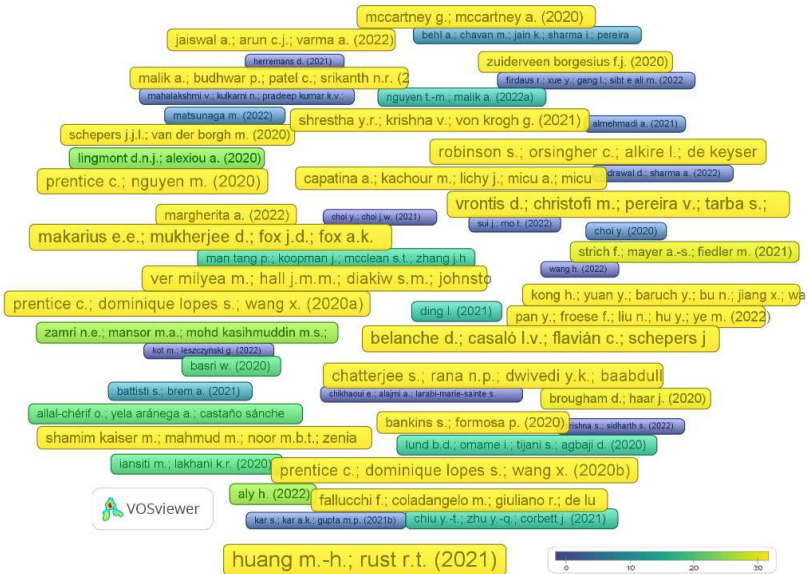 mccartney g.; mccartney a. (2020)
jaiswal a.; arun c.j.; varma a. (2022)
behl a.; chavan m.; jain k.; sharma i.; pereira
herremans d. (2021)
zuiderveen borgesius f.j. (2020)
malik a.; budhwar p.; patel c.; srikanth n.r. (2
firdaus r.; xue y.; gang l.; sibt e ali m. (2022
mahalakshmi v.; kulkarni n.; pradeep kumar k.v.;
nguyen t.-m.; malik a. (2022a)
matsunaga m. (2022)
shrestha y.r.; krishna v.; von krogh g. (2021)
almehmadi a. (2021)
schepers j.j.l.; van der borgh m. (2020)
lingmont d.n.j.; alexiou a. (2020)
robinson s.; orsingher c.; alkire l.; de keyser
prentice c.; nguyen m. (2020)
capatina a.; kachour m.; lichy j.; micu a.; micu
drawal d.; sharma a. (2022)
vrontis d.; christofi m.; pereira v.; tarba s.;
margherita a. (2022)
choi y.; choi j.w. (2021)
sui j.; mo t. (2022)
choi y. (2020)
makarius e.e.; mukherjee d.; fox j.d.; fox a.k.
strich f.; mayer a.-s.; fiedler m. (2021)
man tang p.; koopman j.; mcclean s.t.; zhang j.h
wang h. (2022)
ver milyea m.; hall j.m.m.; diakiw s.m.; johnsto
kong h.; yuan y.; baruch y.; bu n.; jiang x.; wa
prentice c.; dominique lopes s.; wang x. (2020a)
ding l. (2021)
pan y.; froese f.; liu n.; hu y.; ye m. (2022)
zamri n.e.; mansor m.a.; mohd kasihmuddin m.s.;
belanche d.; casaló l.v.; flavián c.; schepers j
kot m.; leszczyński g. (2022)
basri w. (2020)
chatterjee s.; rana n.p.; dwivedi y.k.; baabdull
battisti s.; brem a. (2021)
chikhaoui e.; alajmi a.; larabi-marie-sainte s.
brougham d.; haar j. (2020)
allal-chérif o.; yela aránega a.; castaño sánche
bankins s.; formosa p. (2020)
rishna s.; sidharth s. (2022)
shamim kaiser m.; mahmud m.; noor m.b.t.; zenia
lund b.d.; omame i.; tijani s.; agbaji d. (2020)
iansiti m.; lakhani k.r. (2020)
prentice c.; dominique lopes s.; wang x. (2020b)
aly h. (2022)
fallucchi f.; coladangelo m.; giuliano r.; de lu
VOSviewer
kar s.; kar a.k.; gupta m.p. (2021b)
chiu y.-t.; zhu y.-q.; corbett j. (2021)
huang m.-h.; rust r.t. (2021)
0 10 20 30